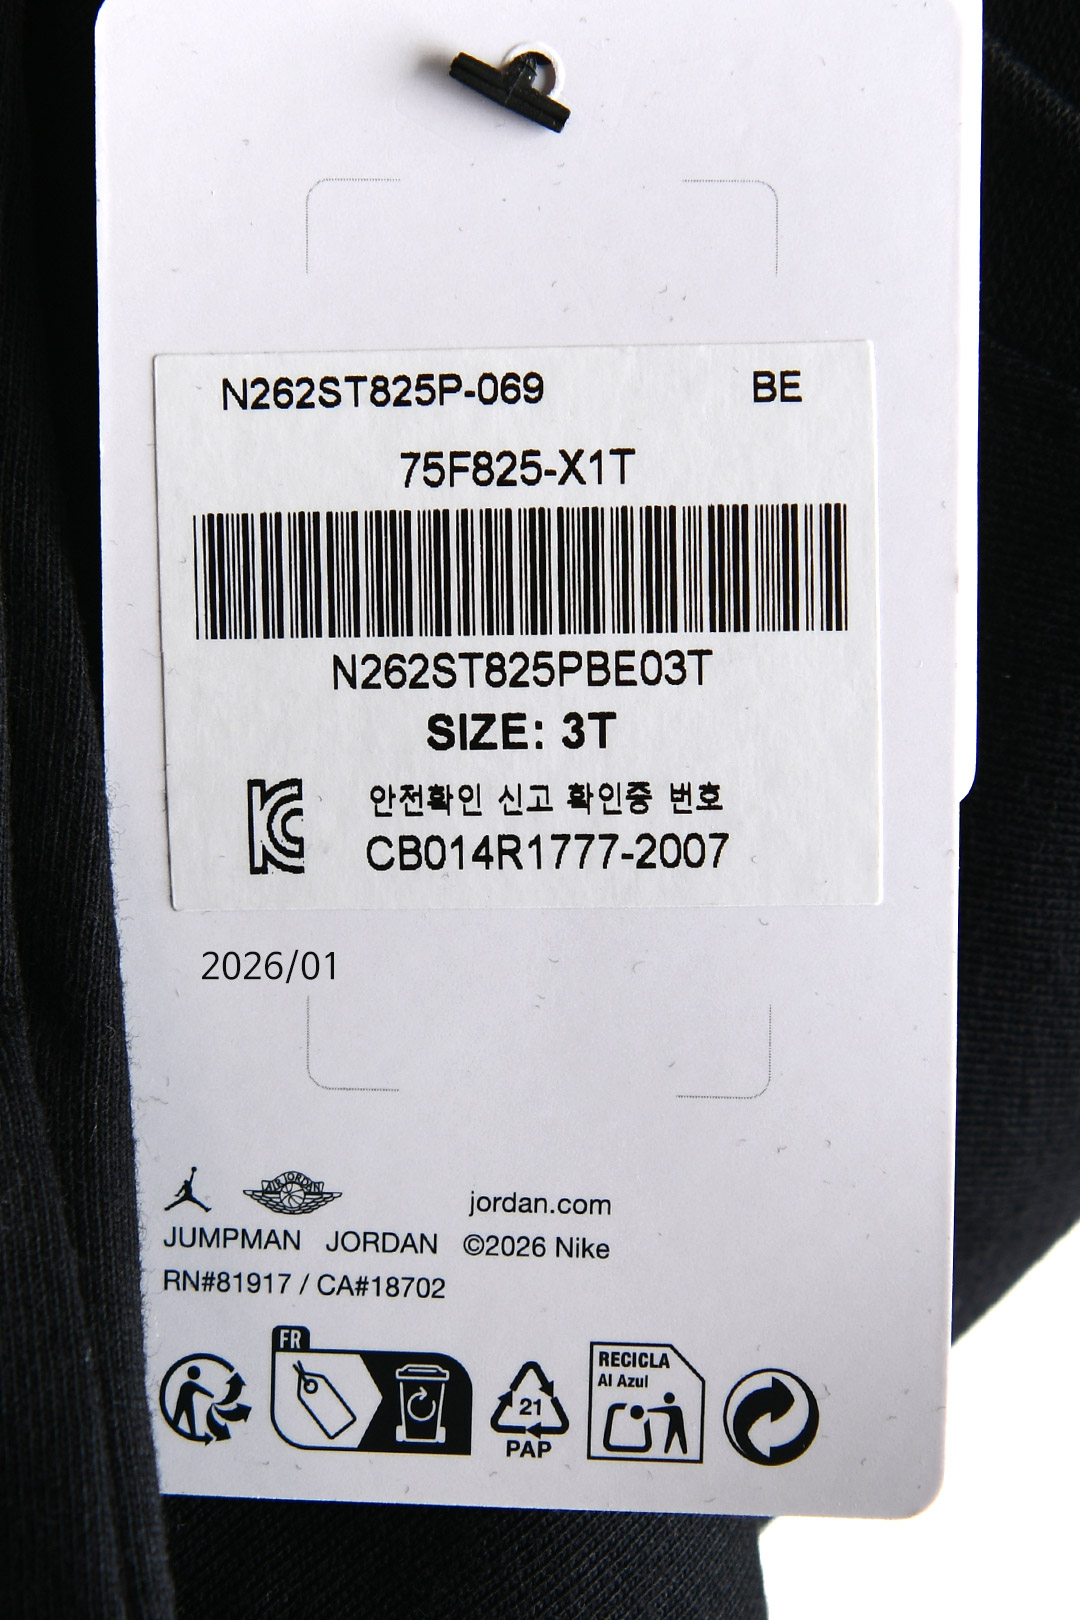 N262ST825P-069 BE
75F825-X1T
N262ST825PBE03T
SIZE: 3T
안전확인 신고 확인증 번호
CB014R1777-2007
2026/01
AIR JORDAN
jordan.com
JUMPMAN JORDAN ©2026 Nike
RN#81917 / CA#18702
FR
RECICLA
Al Azul
21
PAP